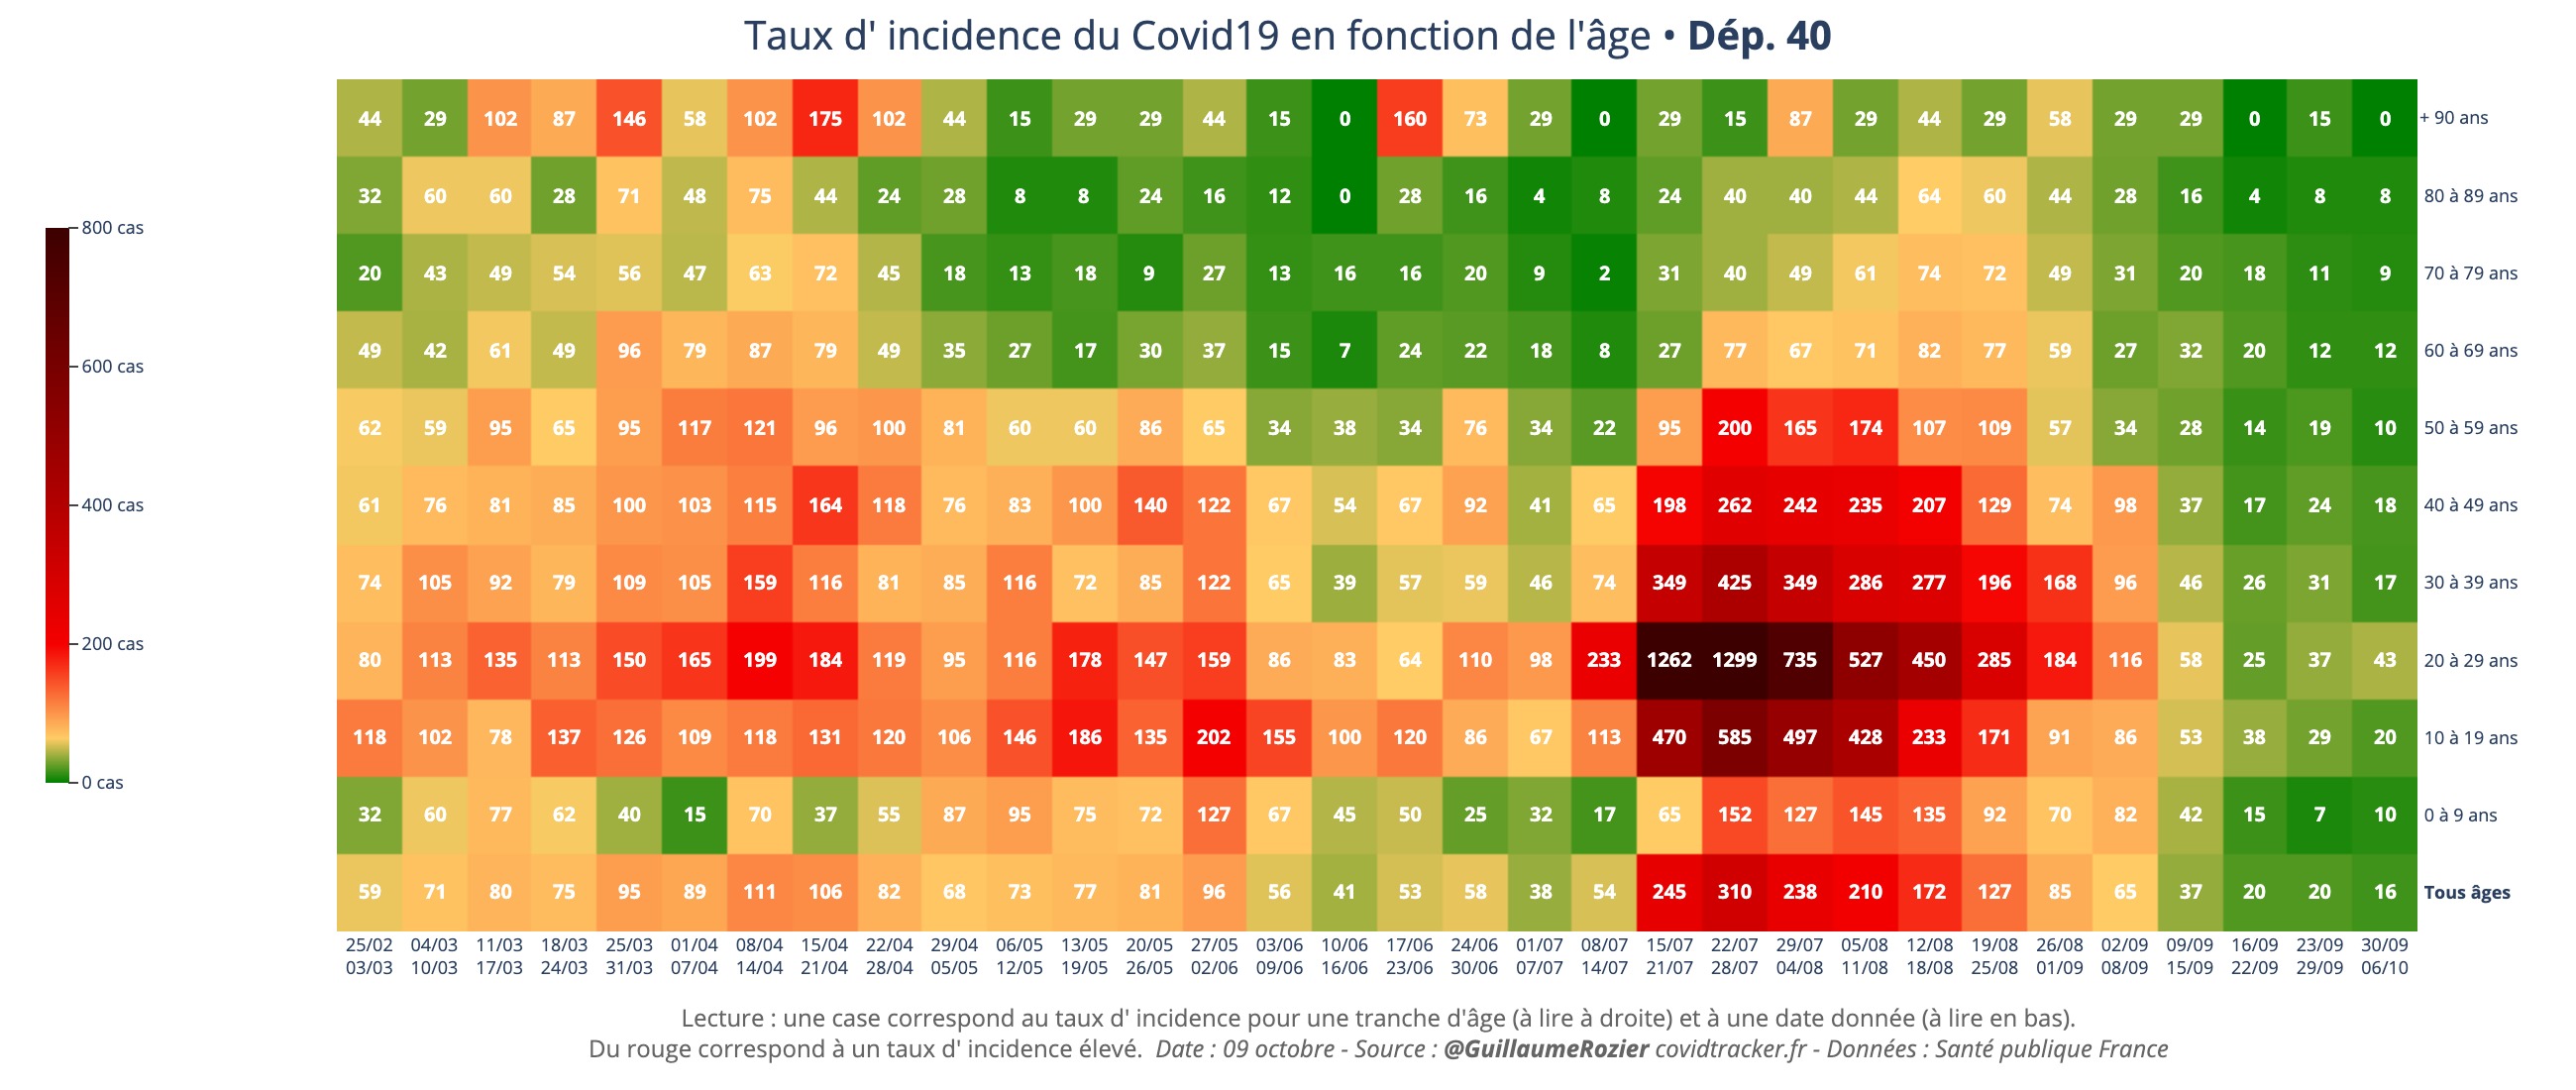 Taux d' incidence du Covid19 en fonction de l'âge • Dép. 40
44 29 102 87 146 58 102 175 102 44 15 29 29 44 15 0 160 73 29 0 29 15 87 29 44 29 58 29 29 0 15 0 + 90 ans
32 60 60 28 71 48 75 44 24 28 8 8 24 16 12 0 28 16 4 8 24 40 40 44 64 60 44 28 16 4 8 8 80 à 89 ans
800 cas
20 43 49 54 56 47 63 72 45 18 13 18 9 27 13 16 16 20 9 2 31 40 49 61 74 72 49 31 20 18 11 9 70 à 79 ans
49 42 61 49 96 79 87 79 49 35 27 17 30 37 15 7 24 22 18 8 27 77 67 71 82 77 59 27 32 20 12 12 60 à 69 ans
600 cas
62 59 95 65 95 117 121 96 100 81 60 60 86 65 34 38 34 76 34 22 95 200 165 174 107 109 57 34 28 14 19 10 50 à 59 ans
400 cas
61 76 81 85 100 103 115 164 118 76 83 100 140 122 67 54 67 92 41 65 198 262 242 235 207 129 74 98 37 17 24 18 40 à 49 ans
74 105 92 79 109 105 159 116 81 85 116 72 85 122 65 39 57 59 46 74 349 425 349 286 277 196 168 96 46 26 31 17 30 à 39 ans
200 cas
80 113 135 113 150 165 199 184 119 95 116 178 147 159 86 83 64 110 98 233 1262 1299 735 527 450 285 184 116 58 25 37 43 20 à 29 ans
118 102 78 137 126 109 118 131 120 106 146 186 135 202 155 100 120 86 67 113 470 585 497 428 233 171 91 86 53 38 29 20 10 à 19 ans
0 cas
32 60 77 62 40 15 70 37 55 87 95 75 72 127 67 45 50 25 32 17 65 152 127 145 135 92 70 82 42 15 7 10 0 à 9 ans
59 71 80 75 95 89 111 106 82 68 73 77 81 96 56 41 53 58 38 54 245 310 238 210 172 127 85 65 37 20 20 16 Tous âges
25/02 04/03 11/03 18/03 25/03 01/04 08/04 15/04 22/04 29/04 06/05 13/05 20/05 27/05 03/06 10/06 17/06 24/06 01/07 08/07 15/07 22/07 29/07 05/08 12/08 19/08 26/08 02/09 09/09 16/09 23/09 30/09
03/03 10/03 17/03 24/03 31/03 07/04 14/04 21/04 28/04 05/05 12/05 19/05 26/05 02/06 09/06 16/06 23/06 30/06 07/07 14/07 21/07 28/07 04/08 11/08 18/08 25/08 01/09 08/09 15/09 22/09 29/09 06/10
Lecture : une case correspond au taux d' incidence pour une tranche d'âge (à lire à droite) et à une date donnée (à lire en bas).
Du rouge correspond à un taux d' incidence élevé. Date : 09 octobre - Source : @GuillaumeRozier covidtracker.fr - Données : Santé publique France